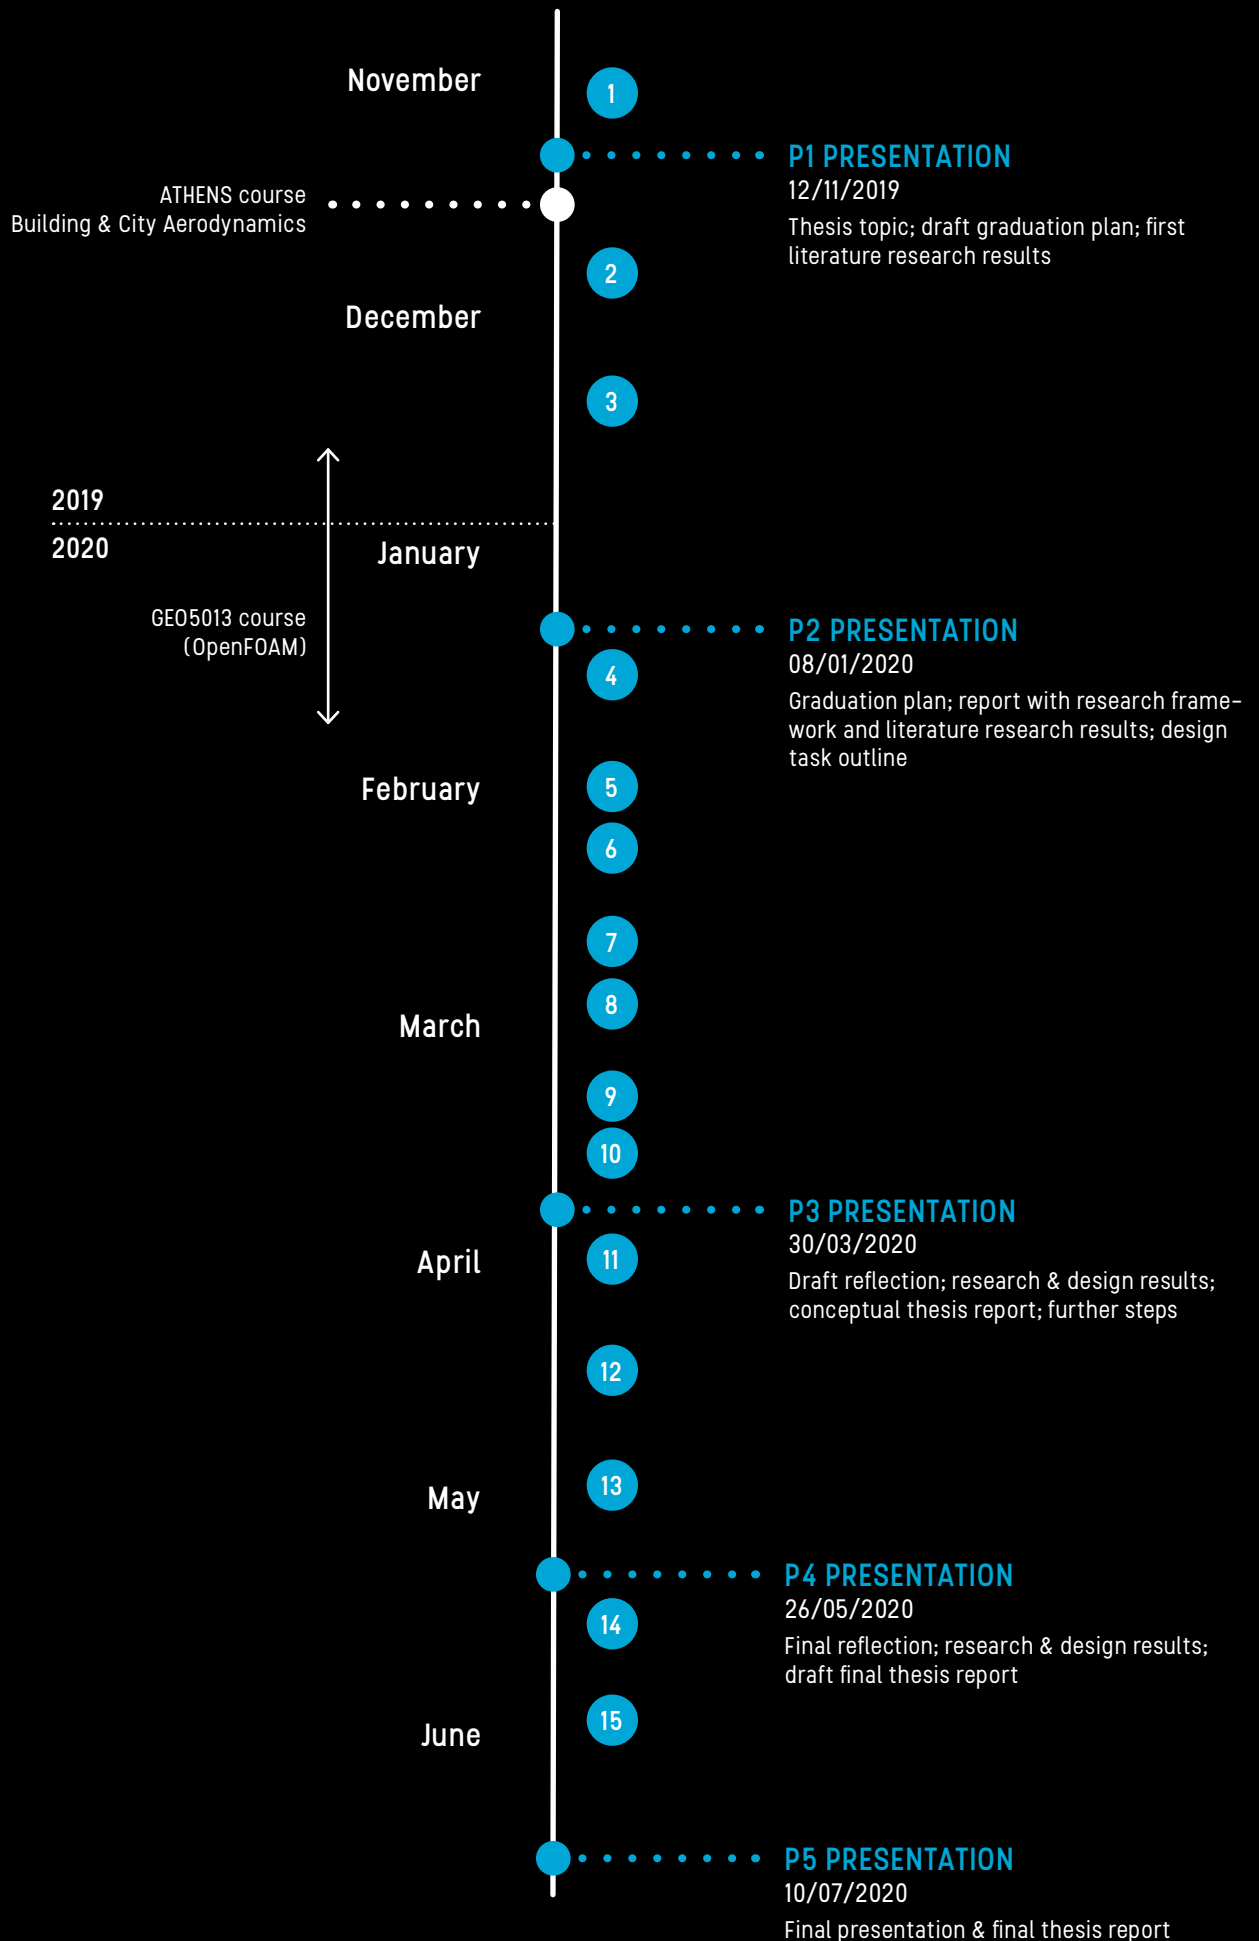 November
1
P1 PRESENTATION
12/11/2019
Thesis topic; draft graduation plan; first
literature research results
ATHENS course
Building & City Aerodynamics
2
December
3
2019
2020
January
GEO5013 course
(OpenFOAM)
P2 PRESENTATION
08/01/2020
Graduation plan; report with research frame-
work and literature research results; design
task outline
4
February
5
6
7
8
March
9
10
P3 PRESENTATION
30/03/2020
Draft reflection; research & design results;
conceptual thesis report; further steps
April
11
12
13
May
P4 PRESENTATION
26/05/2020
Final reflection; research & design results;
draft final thesis report
14
15
June
P5 PRESENTATION
10/07/2020
Final presentation & final thesis report